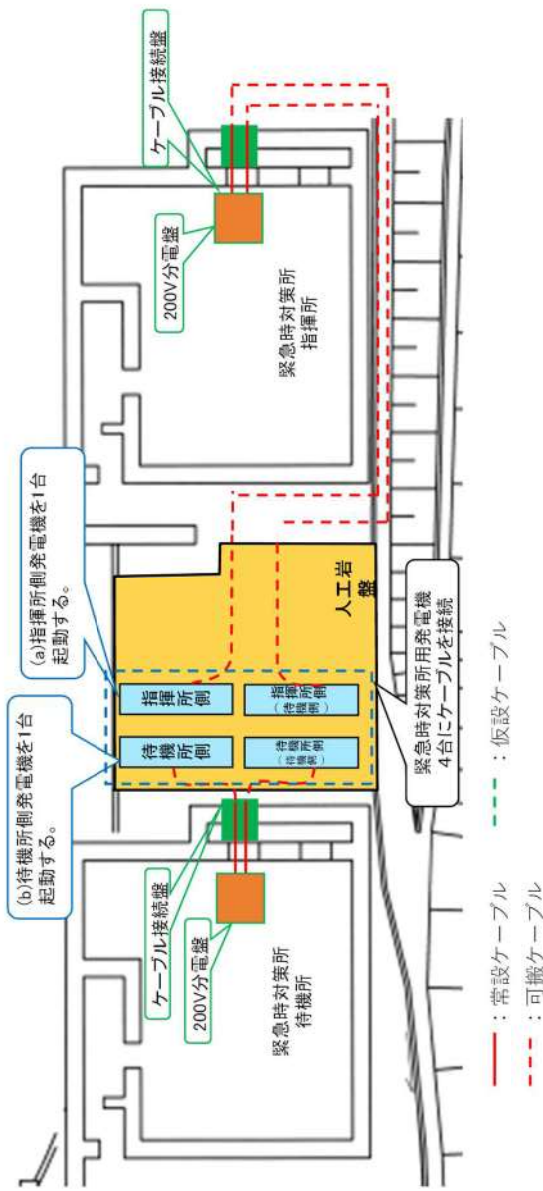 (b)待機所側発電機を1台
起動する。
(a)指揮所側発電機を1台
起動する。
ケーブル接続盤
200V分電盤
緊急時対策所
待機所
待機所側
待機所側
(待機側)
指揮所側
指揮所側
(待機側)
人工岩
盤
緊急時対策所用発電機
4台にケーブルを接続
ケーブル接続盤
200V分電盤
緊急時対策所
指揮所
:常設ケーブル
:可搬ケーブル
:仮設ケーブル